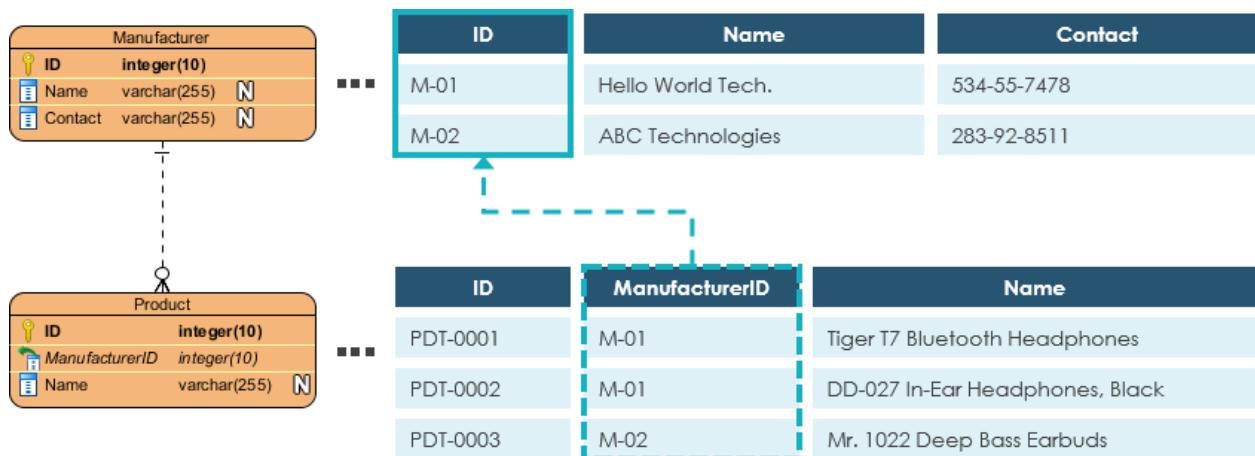 Manufacturer
ID integer(10)
Name varchar(255) N
Contact varchar(255) N
ID Name Contact
M-01 Hello World Tech. 534-55-7478
M-02 ABC Technologies 283-92-8511
Product
ID integer(10)
ManufacturerID integer(10)
Name varchar(255) N
ID ManufacturerID Name
PDT-0001 M-01 Tiger T7 Bluetooth Headphones
PDT-0002 M-01 DD-027 In-Ear Headphones, Black
PDT-0003 M-02 Mr. 1022 Deep Bass Earbuds